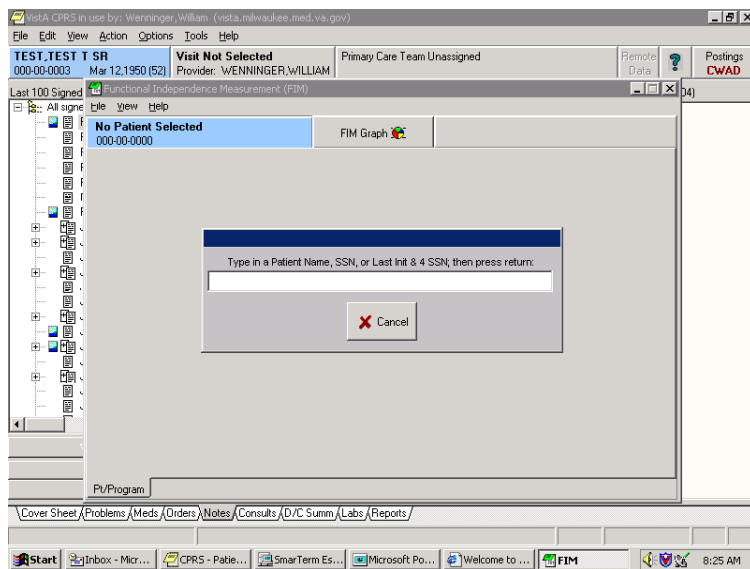 VistA CPRS in use by: Wenninger,William (vista.milwaukee.med.va.gov)
File Edit View Action Options Tools Help
TEST,TEST T SR
000-00-0003 Mar 12,1950 (52)
Visit Not Selected
Provider: WENNINGER,WILLIAM
Primary Care Team Unassigned
Remote
Data
Postings
CWAD
Last 100 Signed
04)
All signe
Functional Independence Measurement (FIM)
File View Help
No Patient Selected
000-00-0000
FIM Graph
Type in a Patient Name, SSN, or Last Init & 4 SSN; then press return:
Cancel
Pt/Program
Cover Sheet Problems Meds Orders Notes Consults D/C Summ Labs Reports
Start Inbox - Micr... CPRS - Patie... SmarTerm Es... Microsoft Po... Welcome to ... FIM 8:25 AM